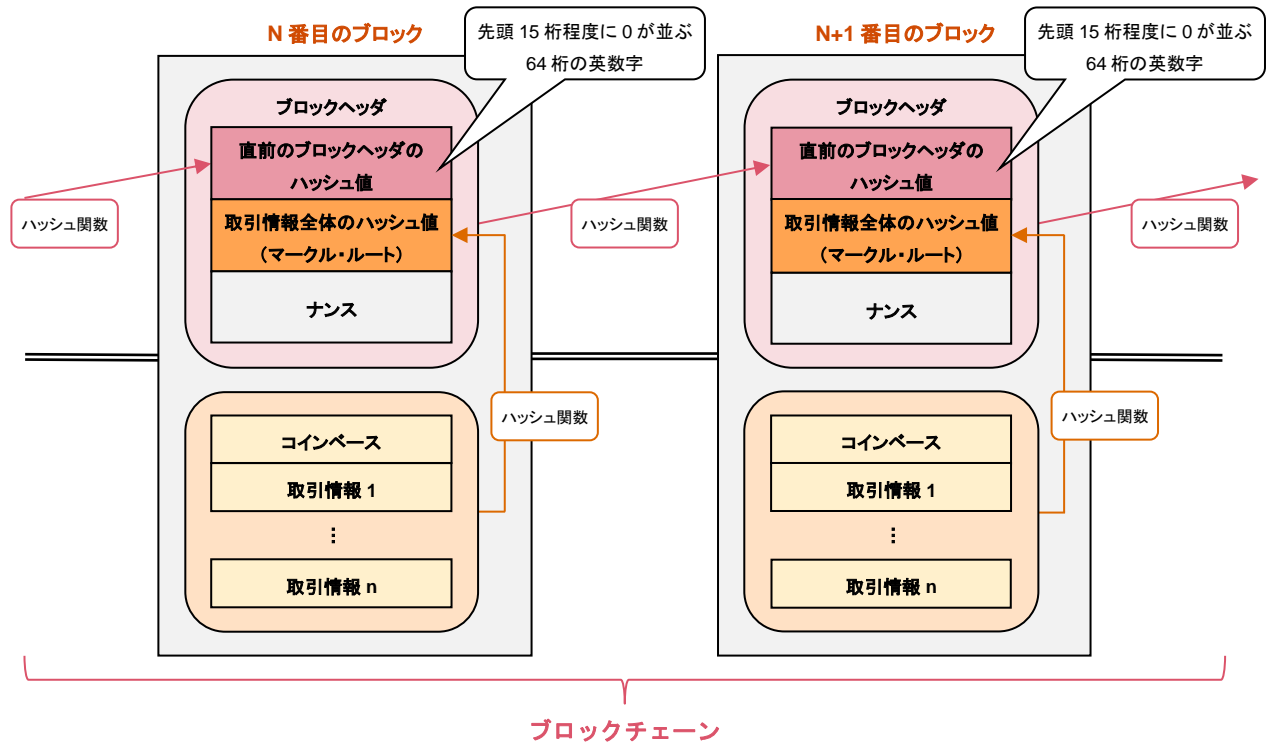 N 番目のブロック
先頭 15 桁程度に 0 が並ぶ
64 桁の英数字
ブロックヘッダ
直前のブロックヘッダの
ハッシュ値
取引情報全体のハッシュ値
（マークル・ルート）
ナンス
コインベース
取引情報 1
⋮
取引情報 n
ハッシュ関数
ハッシュ関数
ハッシュ関数
N+1 番目のブロック
先頭 15 桁程度に 0 が並ぶ
64 桁の英数字
ブロックヘッダ
直前のブロックヘッダの
ハッシュ値
取引情報全体のハッシュ値
（マークル・ルート）
ナンス
コインベース
取引情報 1
⋮
取引情報 n
ハッシュ関数
ハッシュ関数
ブロックチェーン